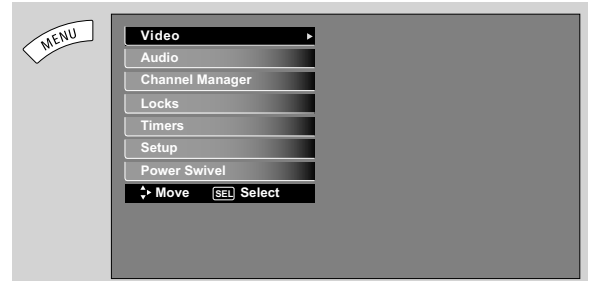 MENU
Video
Audio
Channel Manager
Locks
Timers
Setup
Power Swivel
Move SEL Select